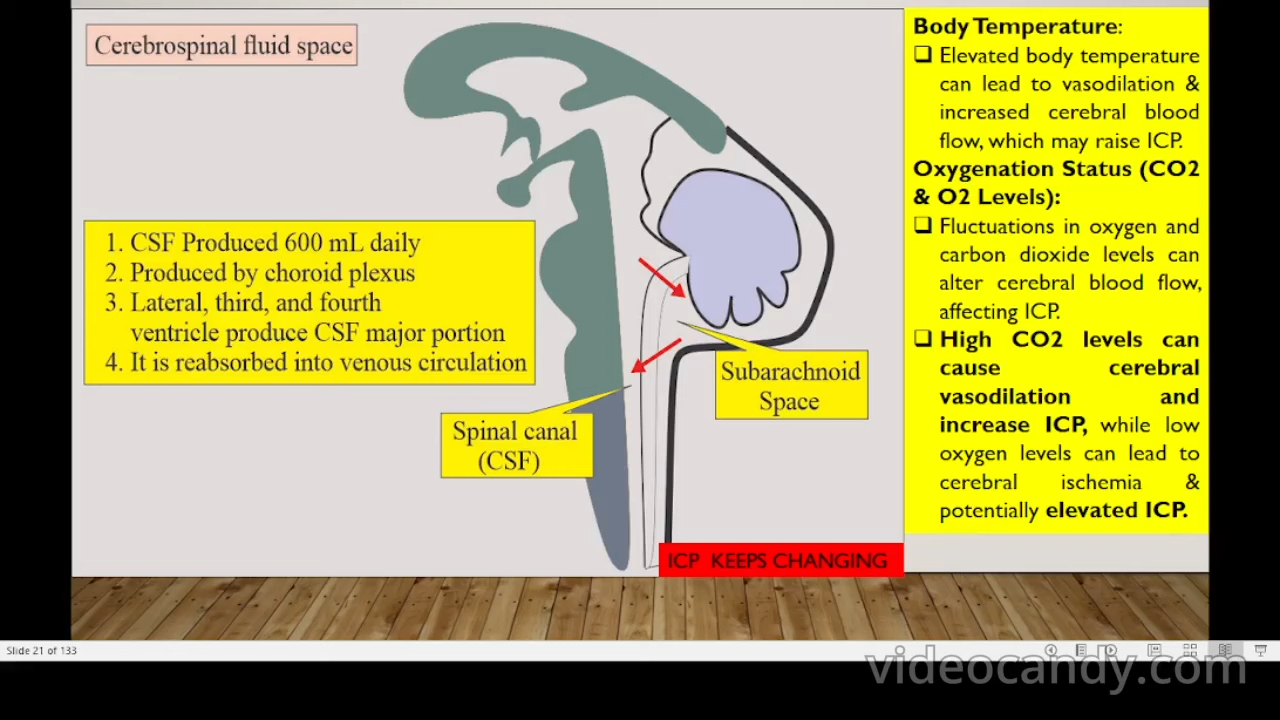 Cerebrospinal fluid space
1. CSF Produced 600 mL daily
2. Produced by choroid plexus
3. Lateral, third, and fourth
ventricle produce CSF major portion
4. It is reabsorbed into venous circulation
Spinal canal
(CSF)
Subarachnoid
Space
ICP KEEPS CHANGING
Body Temperature:
❑ Elevated body temperature
can lead to vasodilation &
increased cerebral blood
flow, which may raise ICP.
Oxygenation Status (CO2
& O2 Levels):
❑ Fluctuations in oxygen and
carbon dioxide levels can
alter cerebral blood flow,
affecting ICP.
❑ High CO2 levels can
cause cerebral
vasodilation and
increase ICP, while low
oxygen levels can lead to
cerebral ischemia &
potentially elevated ICP.
Slide 21 of 133
videocandy.com